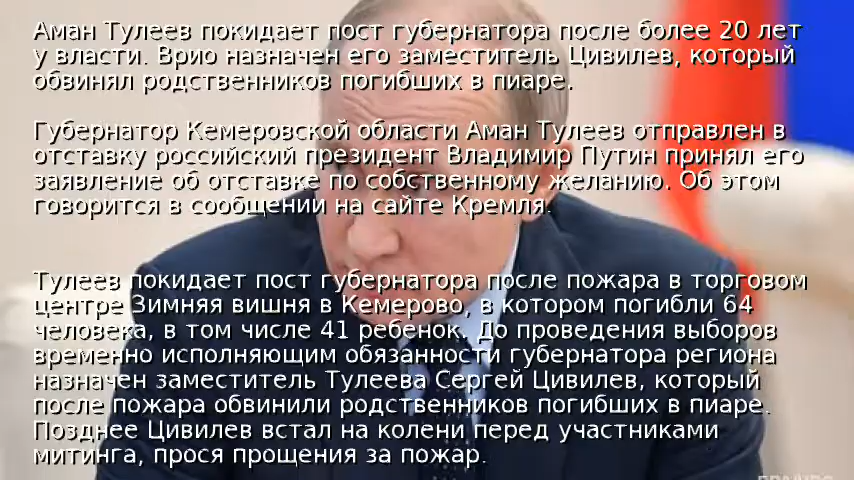 Аман Тулеев покидает пост губернатора после более 20 лет
у власти. Врио назначен его заместитель Цивилев, который
обвинял родственников погибших в пиаре.
Губернатор Кемеровской области Аман Тулеев отправлен в
отставку российский президент Владимир Путин принял его
заявление об отставке по собственному желанию. Об этом
говорится в сообщении на сайте Кремля.
Тулеев покидает пост губернатора после пожара в торговом
центре Зимняя вишня в Кемерово, в котором погибли 64
человека, в том числе 41 ребенок. До проведения выборов
временно исполняющим обязанности губернатора региона
назначен заместитель Тулеева Сергей Цивилев, который
после пожара обвинили родственников погибших в пиаре.
Позднее Цивилев встал на колени перед участниками
митинга, прося прощения за пожар.